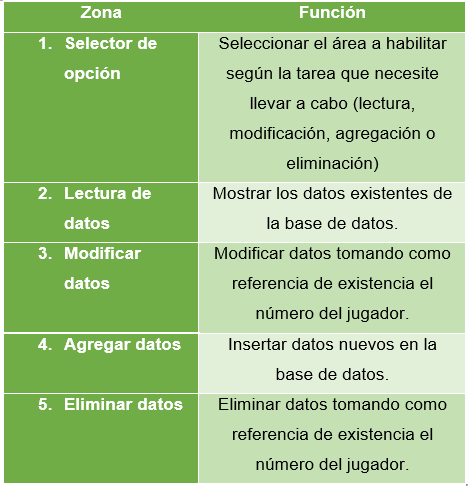 Zona
Función
1. Selector de
opción
Seleccionar el área a habilitar
según la tarea que necesite
llevar a cabo (lectura,
modificación, agregación o
eliminación)
2. Lectura de
datos
Mostrar los datos existentes de
la base de datos.
3. Modificar
datos
Modificar datos tomando como
referencia de existencia el
número del jugador.
4. Agregar datos
Insertar datos nuevos en la
base de datos.
5. Eliminar datos
Eliminar datos tomando como
referencia de existencia el
número del jugador.